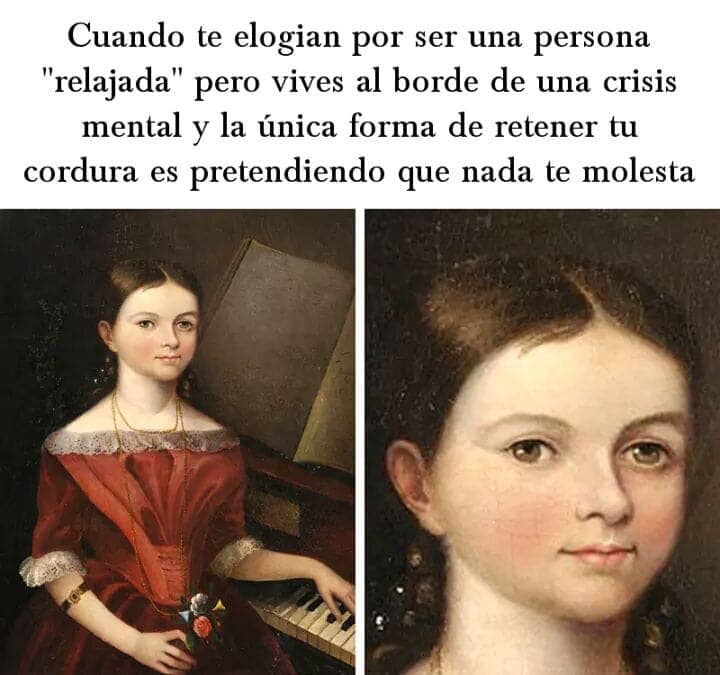 Cuando te elogian por ser una persona
"relajada" pero vives al borde de una crisis
mental y la única forma de retener tu
cordura es pretendiendo que nada te molesta